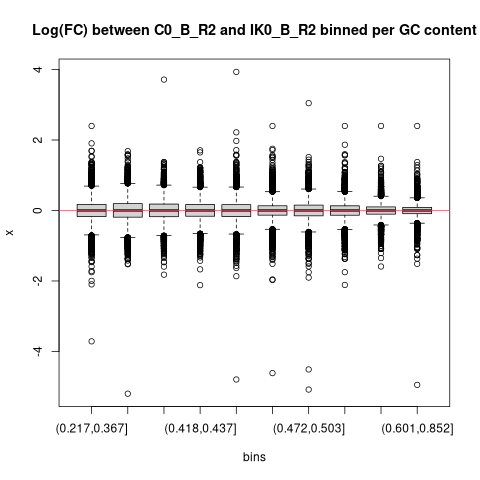 Log(FC) between C0_B_R2 and IK0_B_R2 binned per GC content
4
2
0
-2
-4
x
(0.217,0.367] (0.418,0.437] (0.472,0.503] (0.601,0.852]
bins